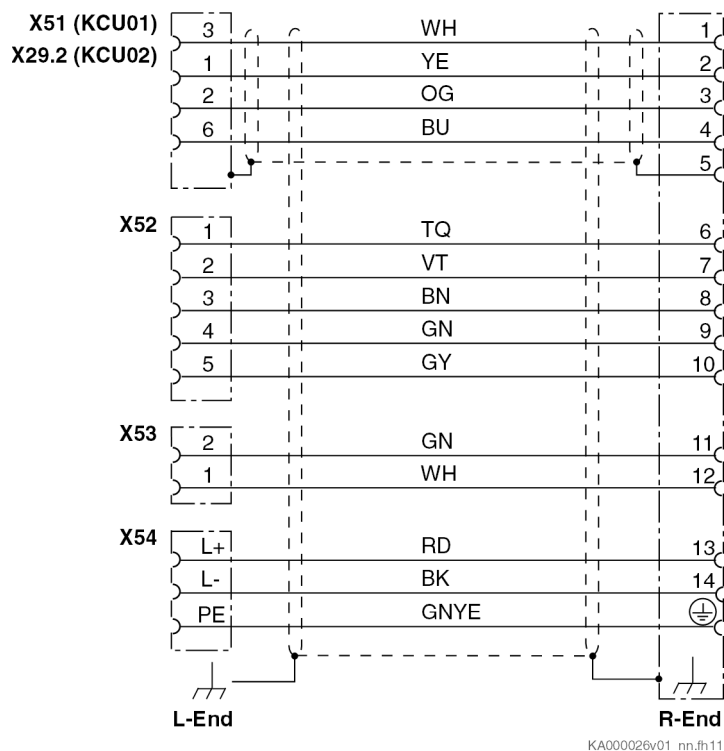 X51 (KCU01) 3 WH 1
X29.2 (KCU02) 1 YE 2
2 OG 3
6 BU 4
5
X52 1 TQ 6
2 VT 7
3 BN 8
4 GN 9
5 GY 10
X53 2 GN 11
1 WH 12
X54 L+ RD 13
L- BK 14
PE GNYE
L-End R-End
KA000026v01_nn.fh11